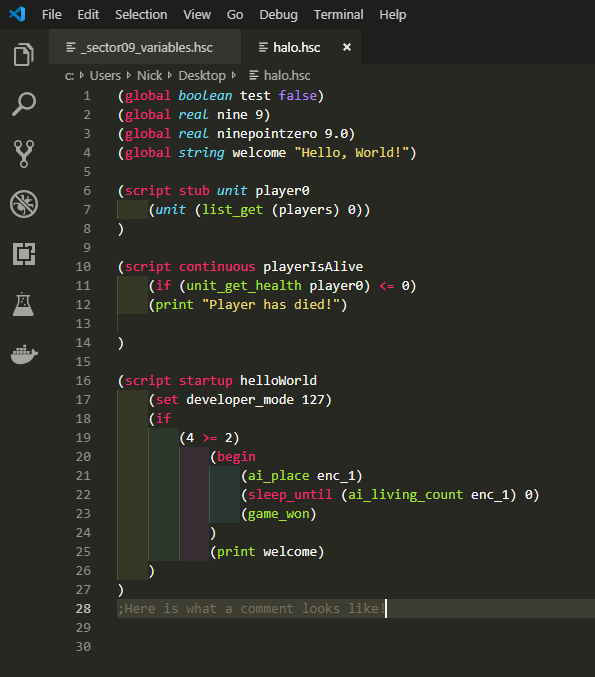 File Edit Selection View Go Debug Terminal Help
_sector09_variables.hsc halo.hsc ×
c: Users Nick Desktop halo.hsc
1 (global boolean test false)
2 (global real nine 9)
3 (global real ninepointzero 9.0)
4 (global string welcome "Hello, World!")
5
6 (script stub unit player0
7 (unit (list_get (players) 0))
8 )
9
10 (script continuous playerIsAlive
11 (if (unit_get_health player0) <= 0)
12 (print "Player has died!")
13
14 )
15
16 (script startup helloWorld
17 (set developer_mode 127)
18 (if
19 (4 >= 2)
20 (begin
21 (ai_place enc_1)
22 (sleep_until (ai_living_count enc_1) 0)
23 (game_won)
24 )
25 (print welcome)
26 )
27 )
28 ;Here is what a comment looks like!
29
30